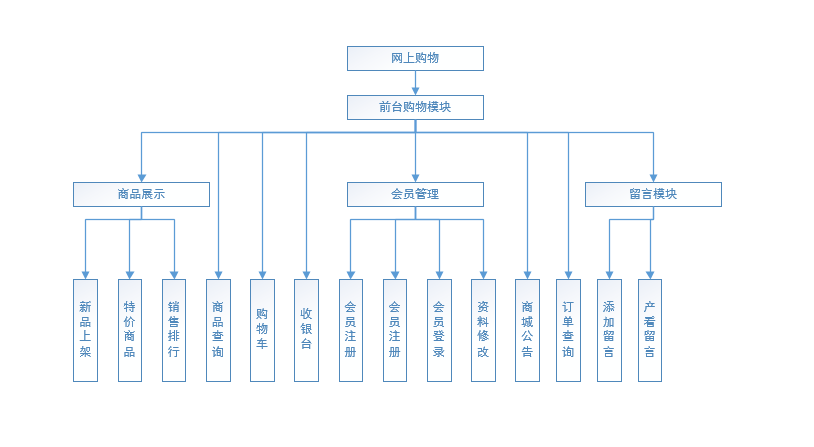 网上购物
前台购物模块
商品展示
会员管理
留言模块
新品上架
特价商品
销售排行
商品查询
购物车
收银台
会员注册
会员注册
会员登录
资料修改
商城公告
订单查询
添加留言
产看留言